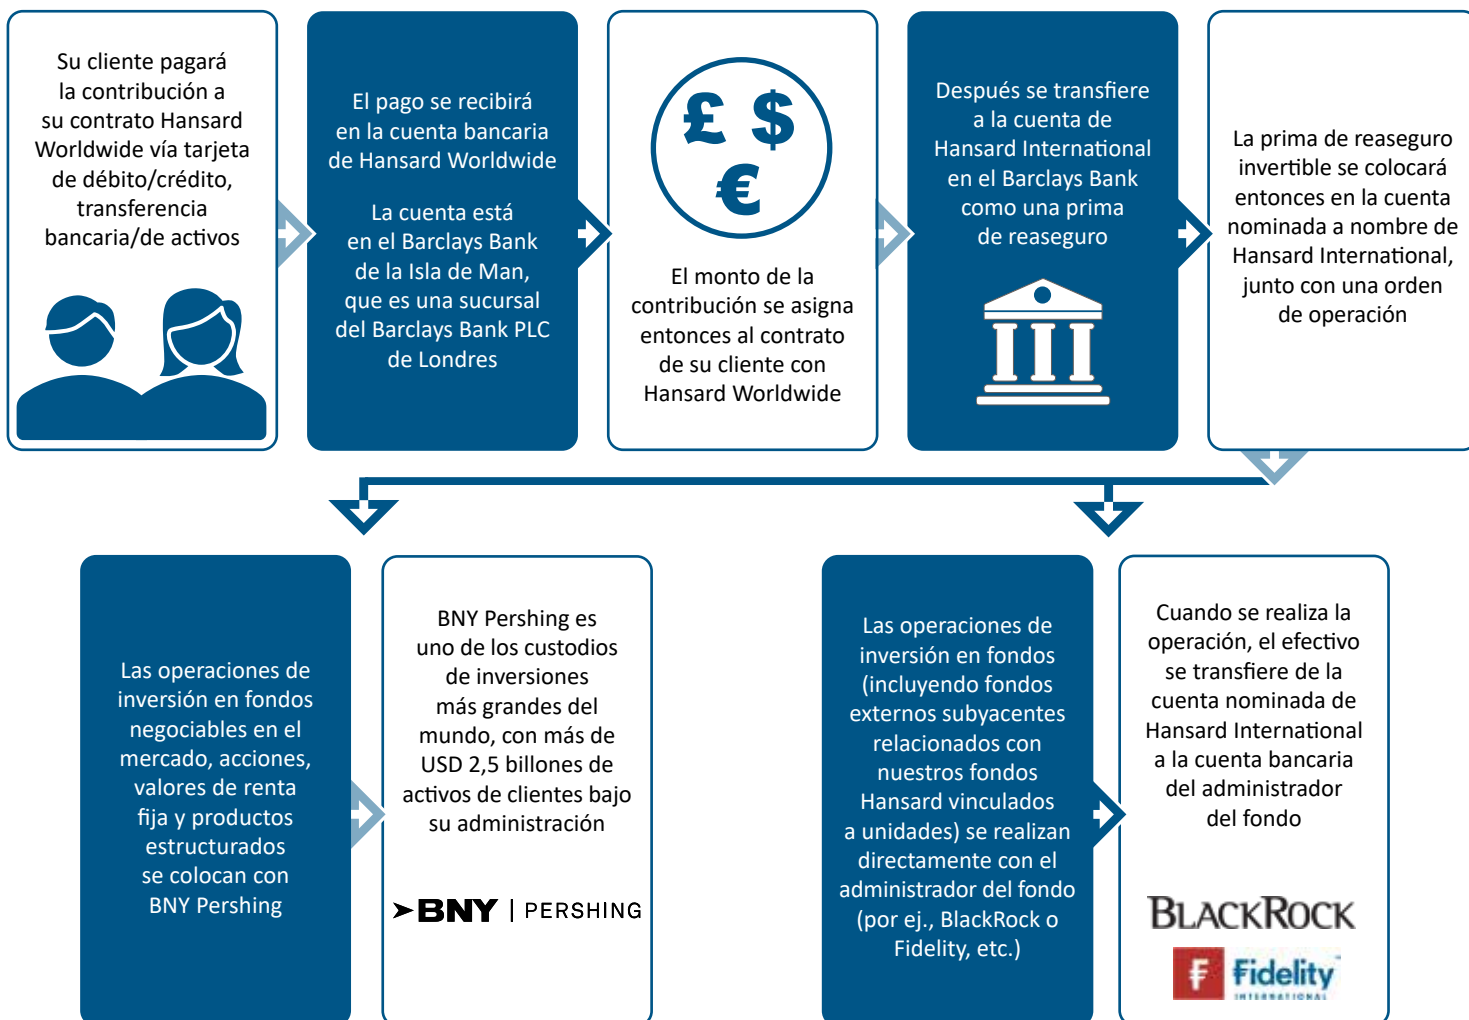 Su cliente pagará
la contribución a
su contrato Hansard
Worldwide vía tarjeta
de débito/crédito,
transferencia
bancaria/de activos
El pago se recibirá
en la cuenta bancaria
de Hansard Worldwide
La cuenta está
en el Barclays Bank
de la Isla de Man,
que es una sucursal
del Barclays Bank PLC
de Londres
£ $
€
El monto de la
contribución se asigna
entonces al contrato
de su cliente con
Hansard Worldwide
Después se transfiere
a la cuenta de
Hansard International
en el Barclays Bank
como una prima
de reaseguro
La prima de reaseguro
invertible se colocará
entonces en la cuenta
nominada a nombre de
Hansard International,
junto con una orden
de operación
Las operaciones de
inversión en fondos
negociables en el
mercado, acciones,
valores de renta
fija y productos
estructurados
se colocan con
BNY Pershing
BNY Pershing es
uno de los custodios
de inversiones
más grandes del
mundo, con más de
USD 2,5 billones de
activos de clientes bajo
su administración
BNY | PERSHING
Las operaciones de
inversión en fondos
(incluyendo fondos
externos subyacentes
relacionados con
nuestros fondos
Hansard vinculados
a unidades) se realizan
directamente con el
administrador del fondo
(por ej., BlackRock o
Fidelity, etc.)
Cuando se realiza la
operación, el efectivo
se transfiere de la
cuenta nominada de
Hansard International
a la cuenta bancaria
del administrador
del fondo
BLACKROCK
F Fidelity
INTERNATIONAL